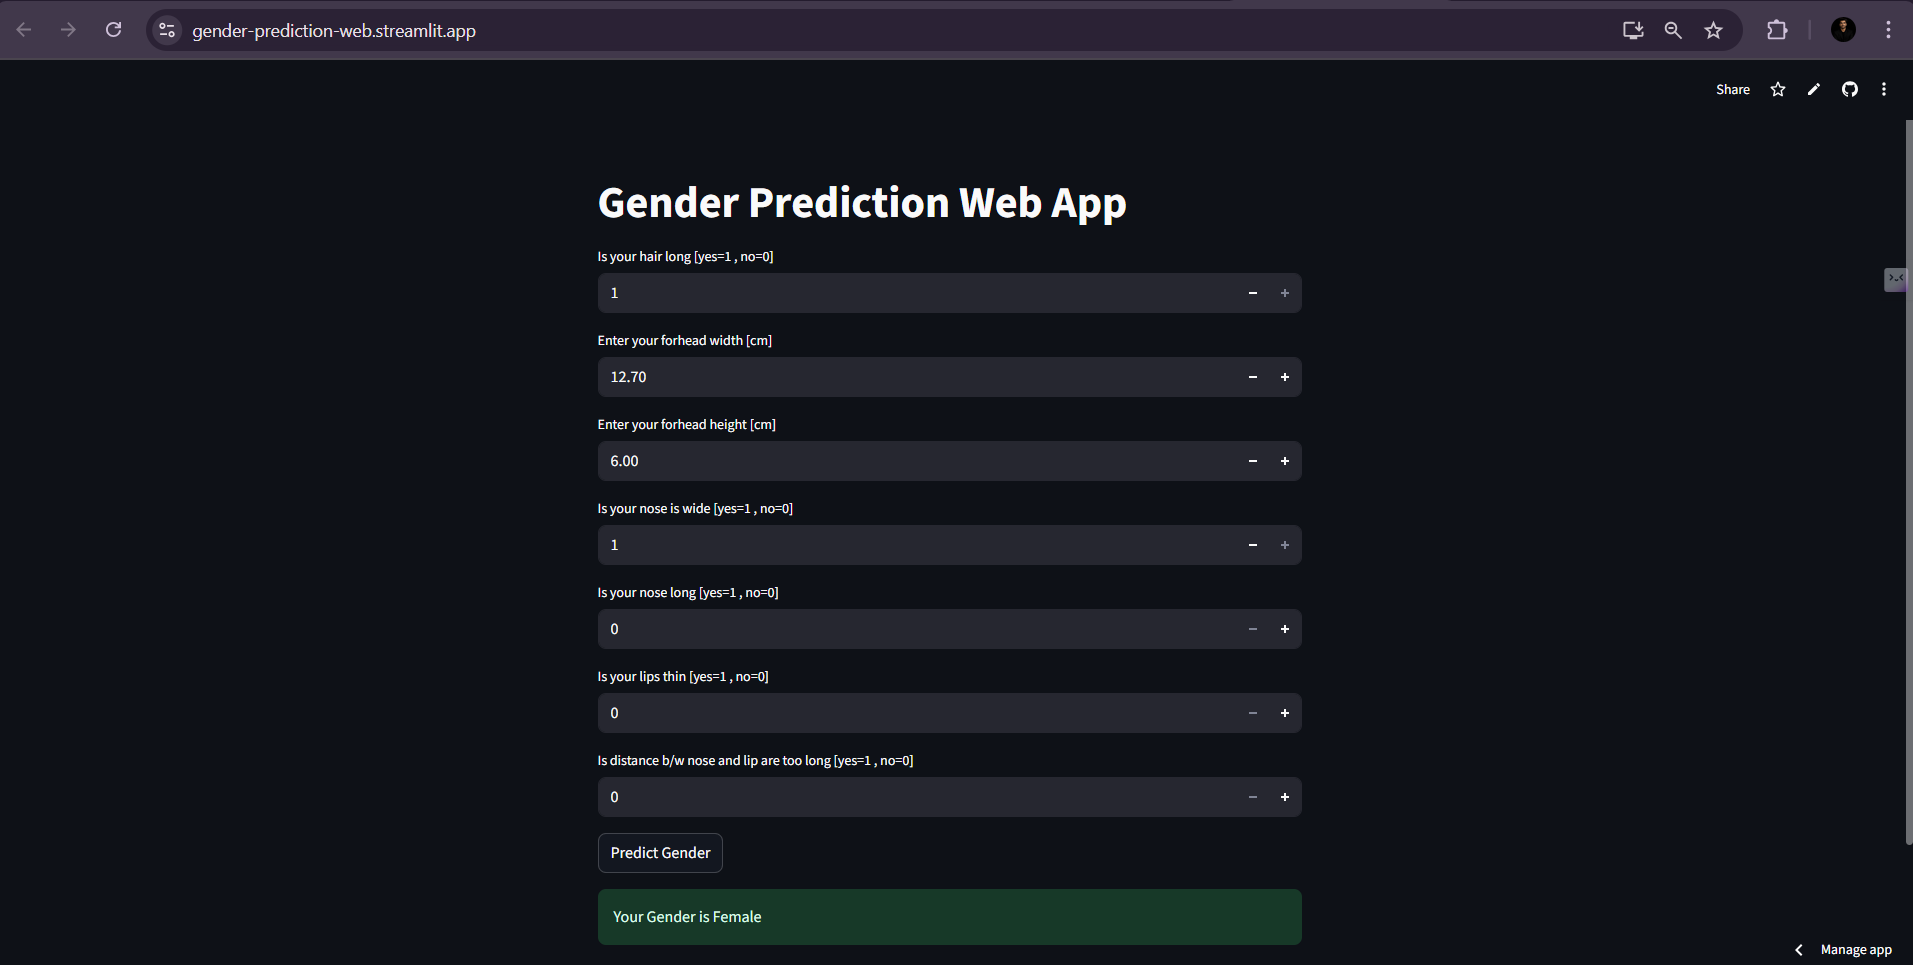 gender-prediction-web.streamlit.app
Share
Gender Prediction Web App
Is your hair long [yes=1 , no=0]
1
Enter your forhead width [cm]
12.70
Enter your forhead height [cm]
6.00
Is your nose is wide [yes=1 , no=0]
1
Is your nose long [yes=1 , no=0]
0
Is your lips thin [yes=1 , no=0]
0
Is distance b/w nose and lip are too long [yes=1 , no=0]
0
Predict Gender
Your Gender is Female
Manage app